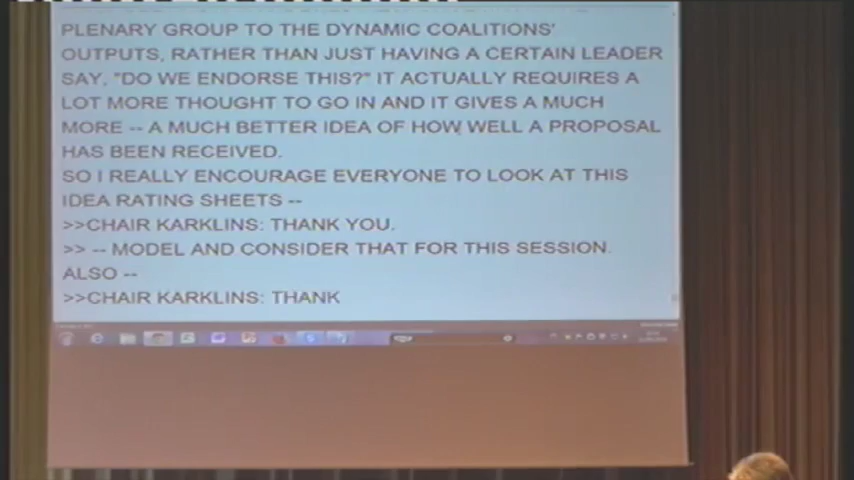 PLENARY GROUP TO THE DYNAMIC COALITIONS'
OUTPUTS, RATHER THAN JUST HAVING A CERTAIN LEADER
SAY, "DO WE ENDORSE THIS?" IT ACTUALLY REQUIRES A
LOT MORE THOUGHT TO GO IN AND IT GIVES A MUCH
MORE -- A MUCH BETTER IDEA OF HOW WELL A PROPOSAL
HAS BEEN RECEIVED.
SO I REALLY ENCOURAGE EVERYONE TO LOOK AT THIS
IDEA RATING SHEETS --
>>CHAIR KARKLINS: THANK YOU.
>> -- MODEL AND CONSIDER THAT FOR THIS SESSION.
ALSO --
>>CHAIR KARKLINS: THANK